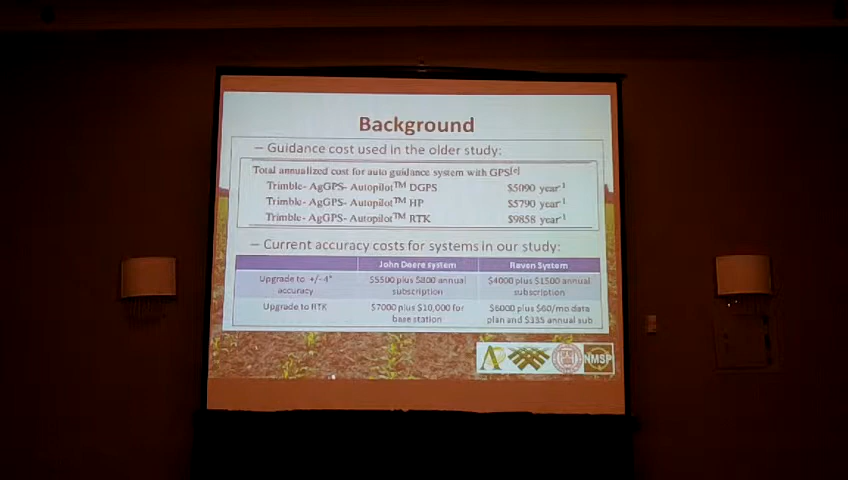 Background
– Guidance cost used in the older study:
Total annualized cost for auto guidance system with GPS[c]
Trimble- AgGPS- Autopilot™ DGPS $5090 year-1
Trimble- AgGPS- Autopilot™ HP $5790 year-1
Trimble- AgGPS- Autopilot™ RTK $9858 year-1
– Current accuracy costs for systems in our study:
John Deere system Raven System
Upgrade to +/-4" $5500 plus $800 annual $4000 plus $1500 annual
accuracy subscription subscription
Upgrade to RTK $7000 plus $10,000 for $6000 plus $60/mo data
base station plan and $335 annual sub
NMSP